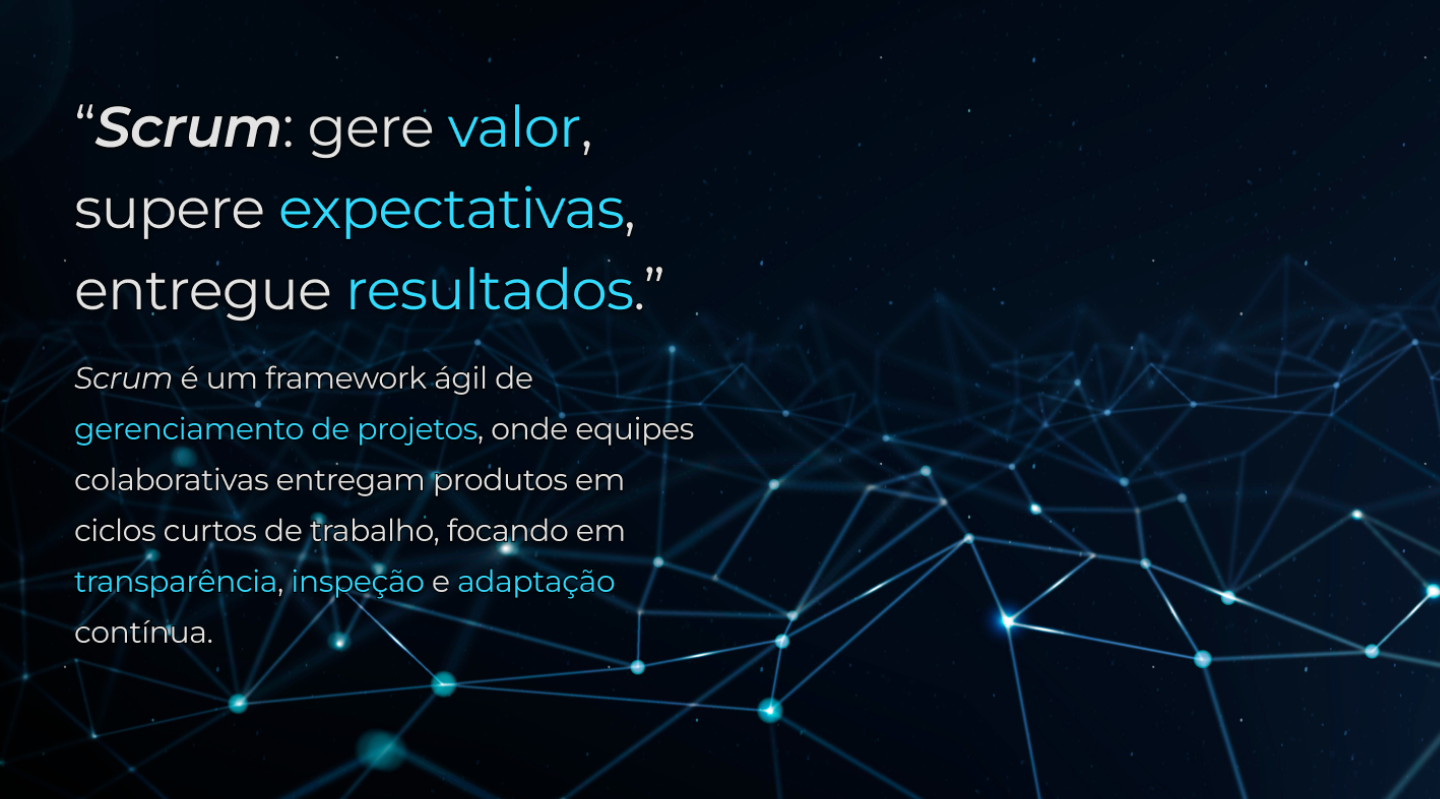 “Scrum: gere valor,
supere expectativas,
entregue resultados.”
Scrum é um framework ágil de
gerenciamento de projetos, onde equipes
colaborativas entregam produtos em
ciclos curtos de trabalho, focando em
transparência, inspeção e adaptação
contínua.